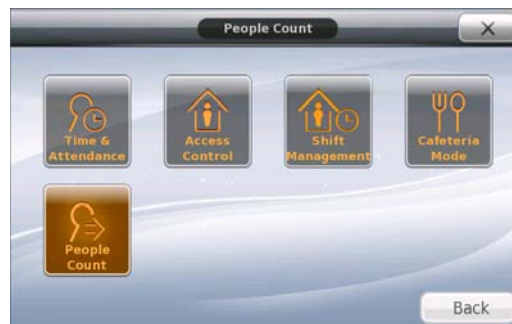 People Count
X
Time &
Attendance
Access
Control
Shift
Management
Cafeteria
Mode
People
Count
Back